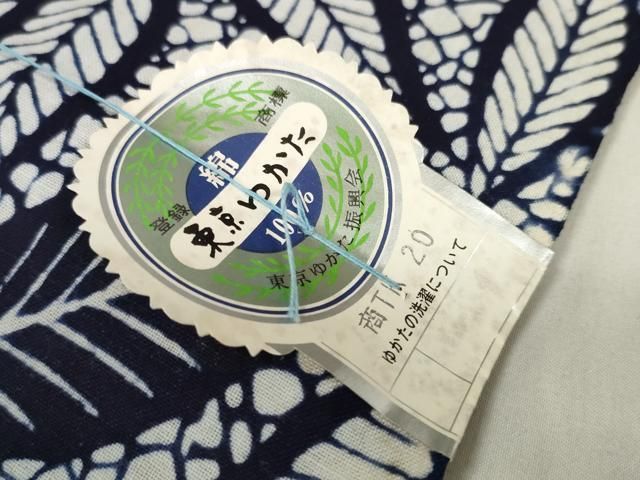 登録 商標
綿
東京ゆかた
100%
東京ゆかた振興会
ゆかたの洗濯について